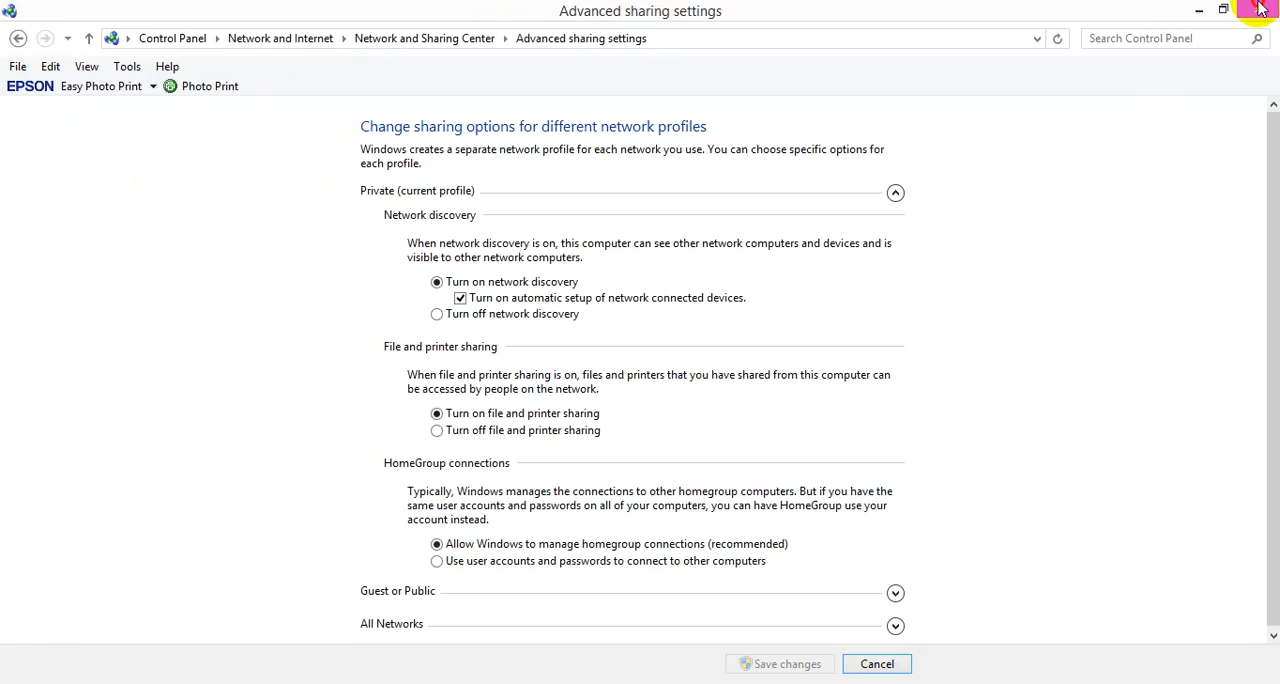 Advanced sharing settings
Control Panel Network and Internet Network and Sharing Center Advanced sharing settings Search Control Panel
File Edit View Tools Help
EPSON Easy Photo Print Photo Print
Change sharing options for different network profiles
Windows creates a separate network profile for each network you use. You can choose specific options for
each profile.
Private (current profile)
Network discovery
When network discovery is on, this computer can see other network computers and devices and is
visible to other network computers.
Turn on network discovery
Turn on automatic setup of network connected devices.
Turn off network discovery
File and printer sharing
When file and printer sharing is on, files and printers that you have shared from this computer can
be accessed by people on the network.
Turn on file and printer sharing
Turn off file and printer sharing
HomeGroup connections
Typically, Windows manages the connections to other homegroup computers. But if you have the
same user accounts and passwords on all of your computers, you can have HomeGroup use your
account instead.
Allow Windows to manage homegroup connections (recommended)
Use user accounts and passwords to connect to other computers
Guest or Public
All Networks
Save changes Cancel